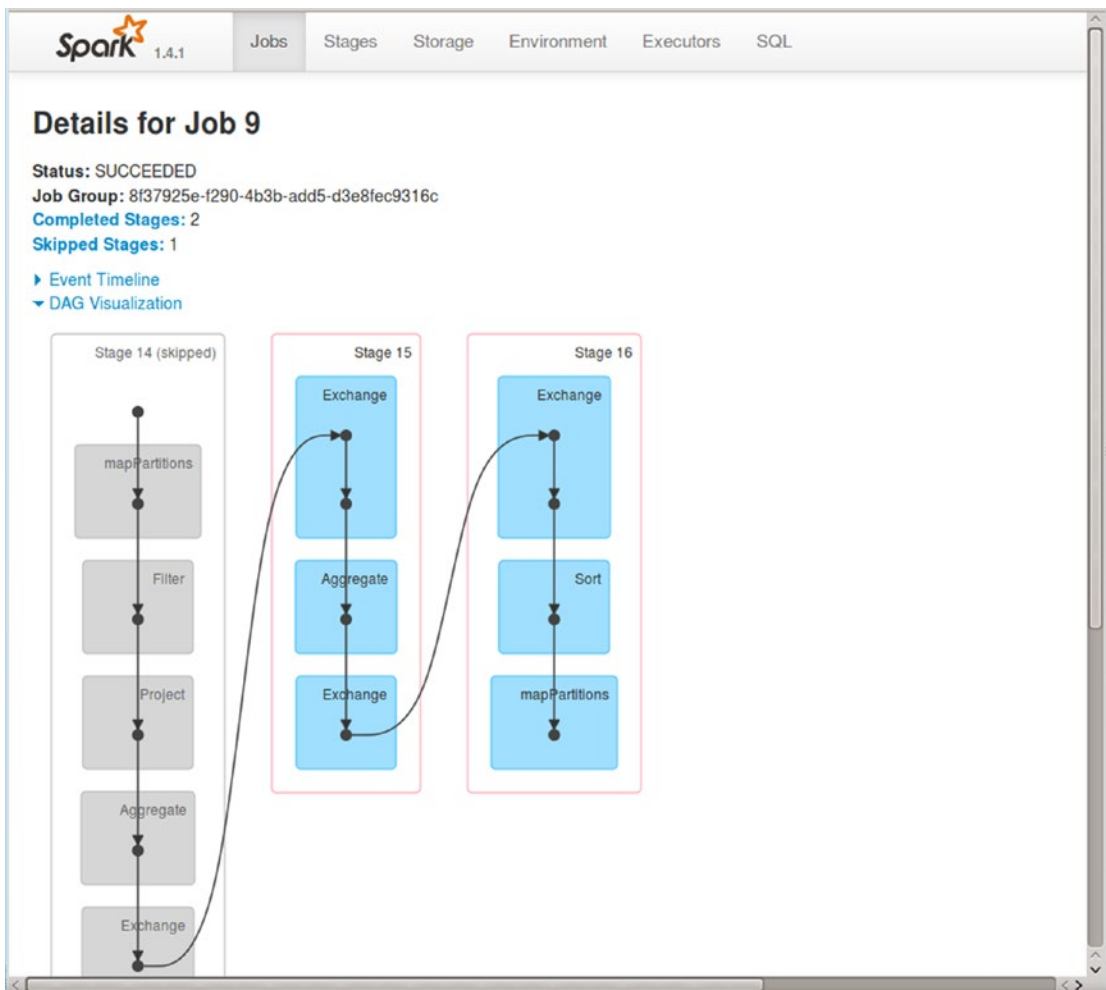 Spark 1.4.1 Jobs Stages Storage Environment Executors SQL
Details for Job 9
Status: SUCCEEDED
Job Group: 8f37925e-f290-4b3b-add5-d3e8fec9316c
Completed Stages: 2
Skipped Stages: 1
Event Timeline
DAG Visualization
Stage 14 (skipped)
mapPartitions
Filter
Project
Aggregate
Exchange
Stage 15
Exchange
Aggregate
Exchange
Stage 16
Exchange
Sort
mapPartitions